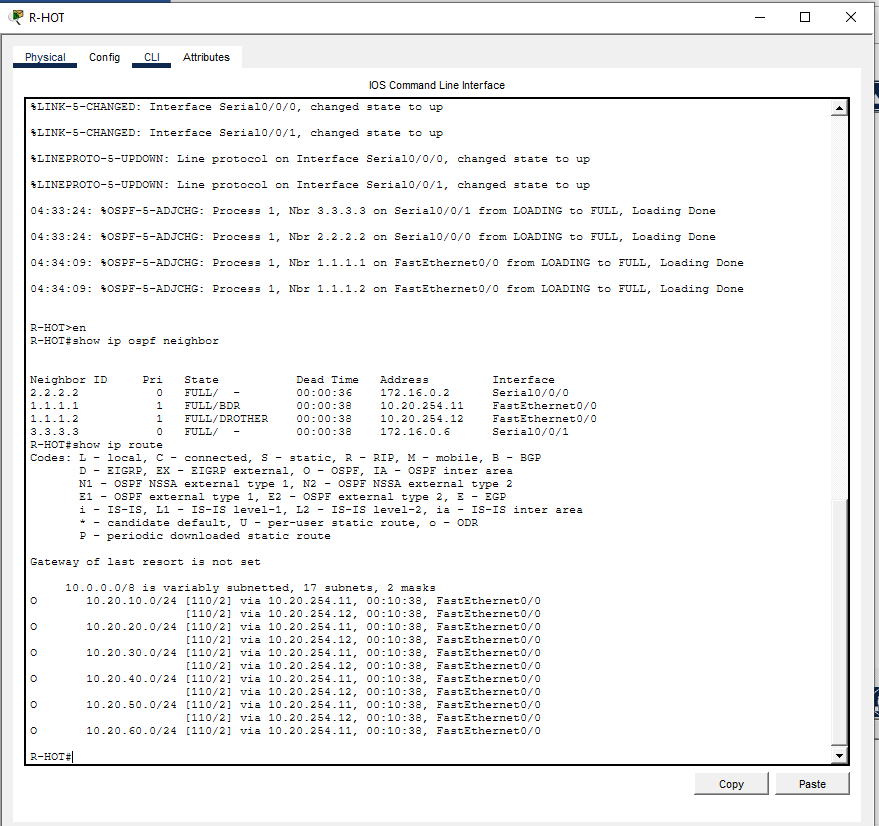 R-HOT
Physical Config CLI Attributes
IOS Command Line Interface
%LINK-5-CHANGED: Interface Serial0/0/0, changed state to up
%LINK-5-CHANGED: Interface Serial0/0/1, changed state to up
%LINEPROTO-5-UPDOWN: Line protocol on Interface Serial0/0/0, changed state to up
%LINEPROTO-5-UPDOWN: Line protocol on Interface Serial0/0/1, changed state to up
04:33:24: %OSPF-5-ADJCHG: Process 1, Nbr 3.3.3.3 on Serial0/0/1 from LOADING to FULL, Loading Done
04:33:24: %OSPF-5-ADJCHG: Process 1, Nbr 2.2.2.2 on Serial0/0/0 from LOADING to FULL, Loading Done
04:34:09: %OSPF-5-ADJCHG: Process 1, Nbr 1.1.1.1 on FastEthernet0/0 from LOADING to FULL, Loading Done
04:34:09: %OSPF-5-ADJCHG: Process 1, Nbr 1.1.1.2 on FastEthernet0/0 from LOADING to FULL, Loading Done
R-HOT>en
R-HOT#show ip ospf neighbor
Neighbor ID     Pri   State           Dead Time   Address         Interface
2.2.2.2           0   FULL/  -        00:00:36    172.16.0.2      Serial0/0/0
1.1.1.1           1   FULL/BDR        00:00:38    10.20.254.11    FastEthernet0/0
1.1.1.2           1   FULL/DROTHER    00:00:38    10.20.254.12    FastEthernet0/0
3.3.3.3           0   FULL/  -        00:00:38    172.16.0.6      Serial0/0/1
R-HOT#show ip route
Codes: L - local, C - connected, S - static, R - RIP, M - mobile, B - BGP
       D - EIGRP, EX - EIGRP external, O - OSPF, IA - OSPF inter area
       N1 - OSPF NSSA external type 1, N2 - OSPF NSSA external type 2
       E1 - OSPF external type 1, E2 - OSPF external type 2, E - EGP
       i - IS-IS, L1 - IS-IS level-1, L2 - IS-IS level-2, ia - IS-IS inter area
       * - candidate default, U - per-user static route, o - ODR
       P - periodic downloaded static route
Gateway of last resort is not set
     10.0.0.0/8 is variably subnetted, 17 subnets, 2 masks
O       10.20.10.0/24 [110/2] via 10.20.254.11, 00:10:38, FastEthernet0/0
                      [110/2] via 10.20.254.12, 00:10:38, FastEthernet0/0
O       10.20.20.0/24 [110/2] via 10.20.254.11, 00:10:38, FastEthernet0/0
                      [110/2] via 10.20.254.12, 00:10:38, FastEthernet0/0
O       10.20.30.0/24 [110/2] via 10.20.254.11, 00:10:38, FastEthernet0/0
                      [110/2] via 10.20.254.12, 00:10:38, FastEthernet0/0
O       10.20.40.0/24 [110/2] via 10.20.254.11, 00:10:38, FastEthernet0/0
                      [110/2] via 10.20.254.12, 00:10:38, FastEthernet0/0
O       10.20.50.0/24 [110/2] via 10.20.254.11, 00:10:38, FastEthernet0/0
                      [110/2] via 10.20.254.12, 00:10:38, FastEthernet0/0
O       10.20.60.0/24 [110/2] via 10.20.254.11, 00:10:38, FastEthernet0/0
R-HOT#
Copy Paste